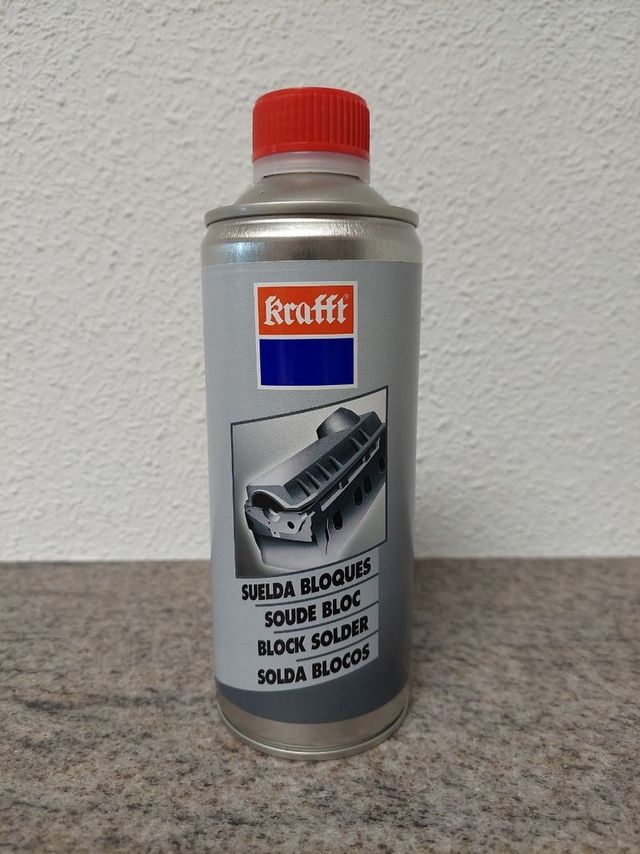 krafft
SUELDA BLOQUES
SOUDE BLOC
BLOCK SOLDER
SOLDA BLOCOS